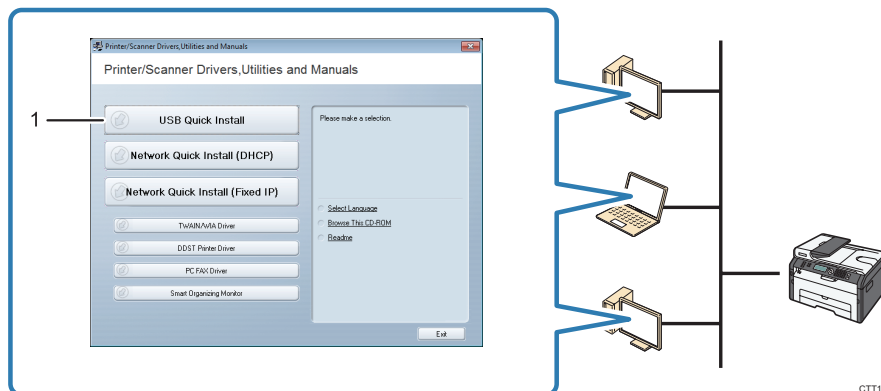 Printer/Scanner Drivers,Utilities and Manuals
Printer/Scanner Drivers,Utilities and Manuals
1
USB Quick Install
Network Quick Install (DHCP)
Network Quick Install (Fixed IP)
TWAIN/WIA Driver
DDST Printer Driver
PC FAX Driver
Smart Organizing Monitor
Please make a selection.
Select Language
Browse This CD-ROM
Readme
Exit